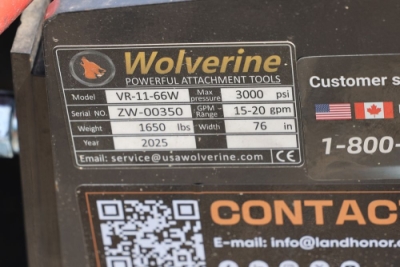 Wolverine
POWERFUL ATTACHMENT TOOLS
Model VR-11-66W Max pressure 3000 psi
Serial NO. ZW-00350 GPM Range 15-20 gpm
Weight 1650 lbs Width 76 in
Year 2025
Email: service@usawolverine.com CE
Customer s
1-800-
CONTAC
E-mail: info@landhonor.c